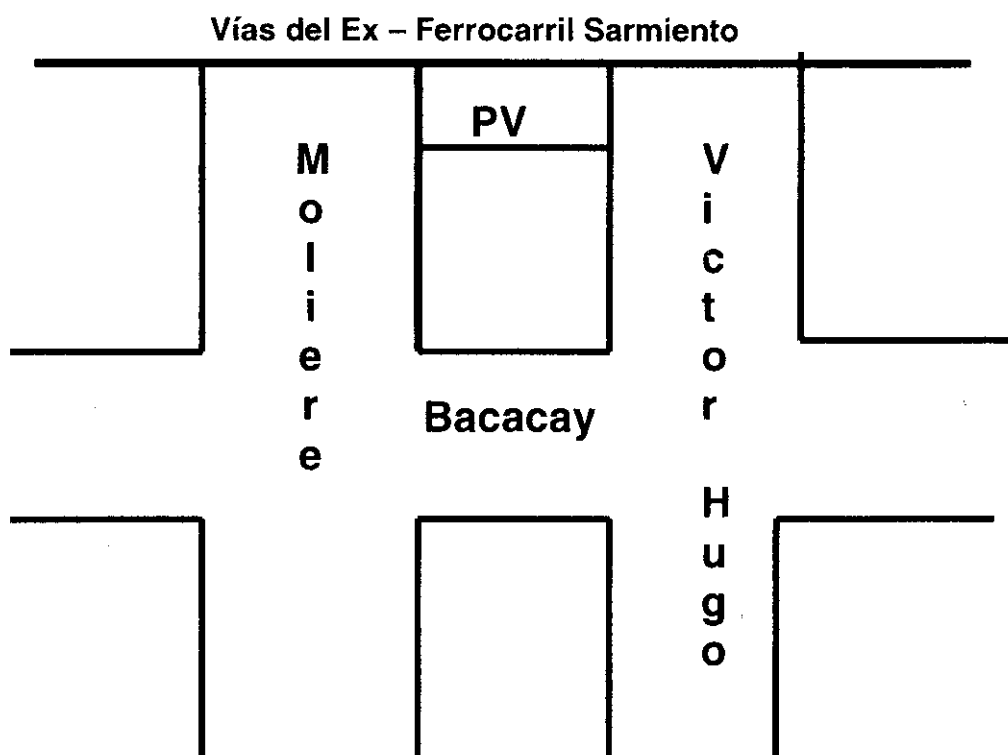 Vías del Ex – Ferrocarril Sarmiento
PV
Moliere
Victor Hugo
Bacacay